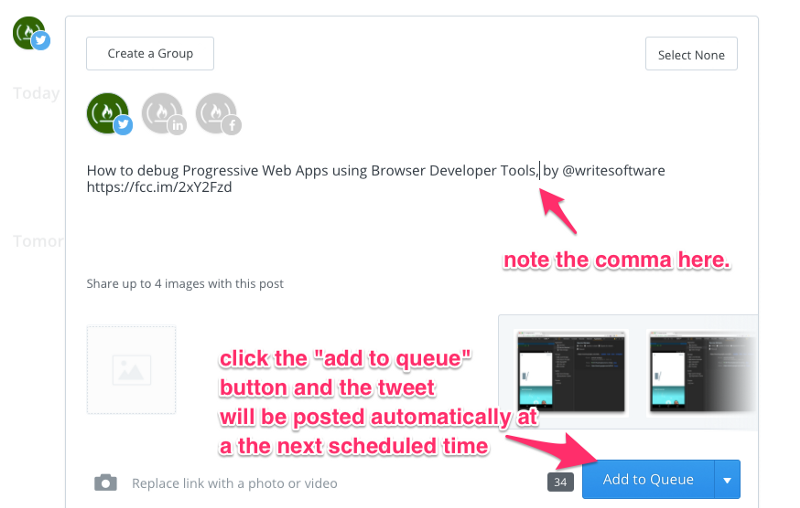 Create a Group
Select None
Today
in
f
How to debug Progressive Web Apps using Browser Developer Tools, by @writesoftware
https://fcc.im/2xY2Fzd
Tomor
note the comma here.
Share up to 4 images with this post
click the "add to queue"
button and the tweet
will be posted automatically at
a the next scheduled time
34
Add to Queue
Replace link with a photo or video